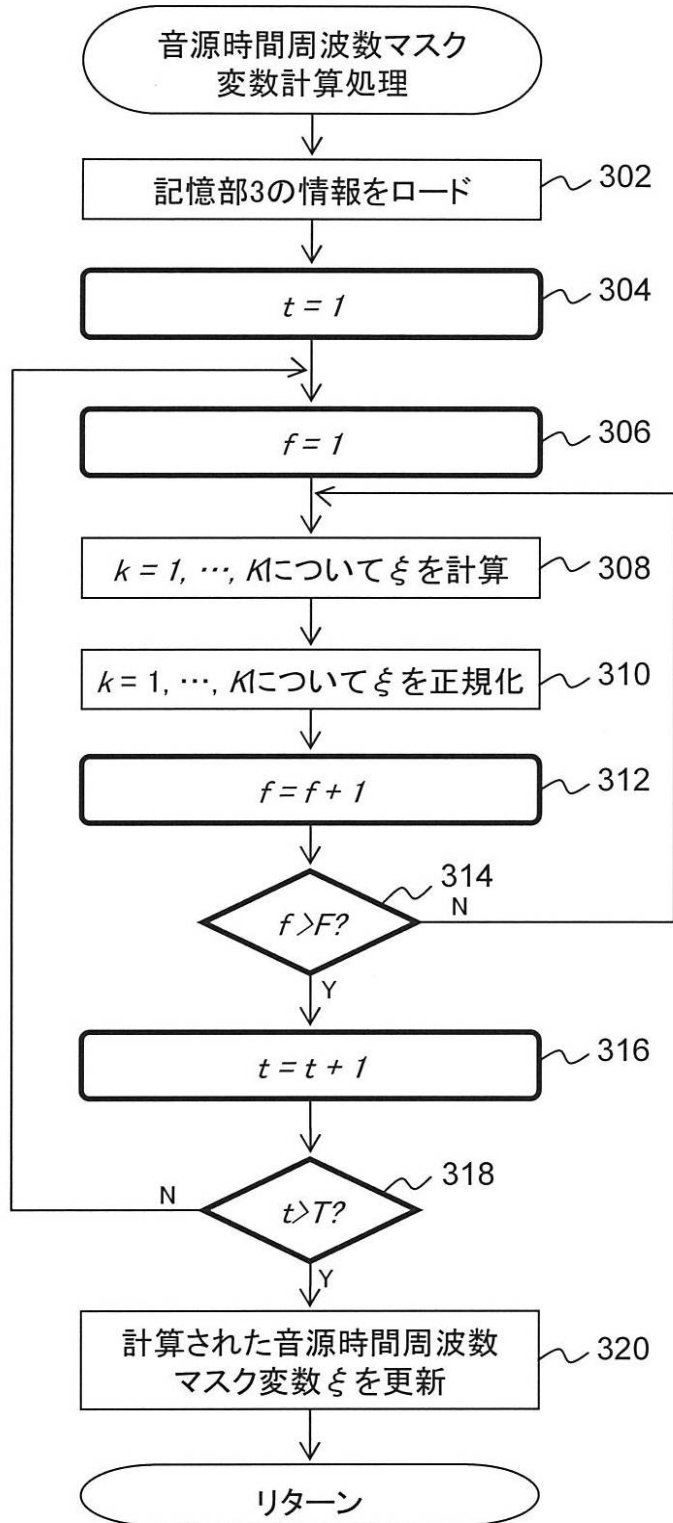 音源時間周波数マスク
変数計算処理
記憶部3の情報をロード
302
t = 1
304
f = 1
306
k = 1, …, Kについてξを計算
308
k = 1, …, Kについてξを正規化
310
f = f + 1
312
f >F?
314
N
Y
t = t + 1
316
t>T?
318
N
Y
計算された音源時間周波数
マスク変数ξを更新
320
リターン